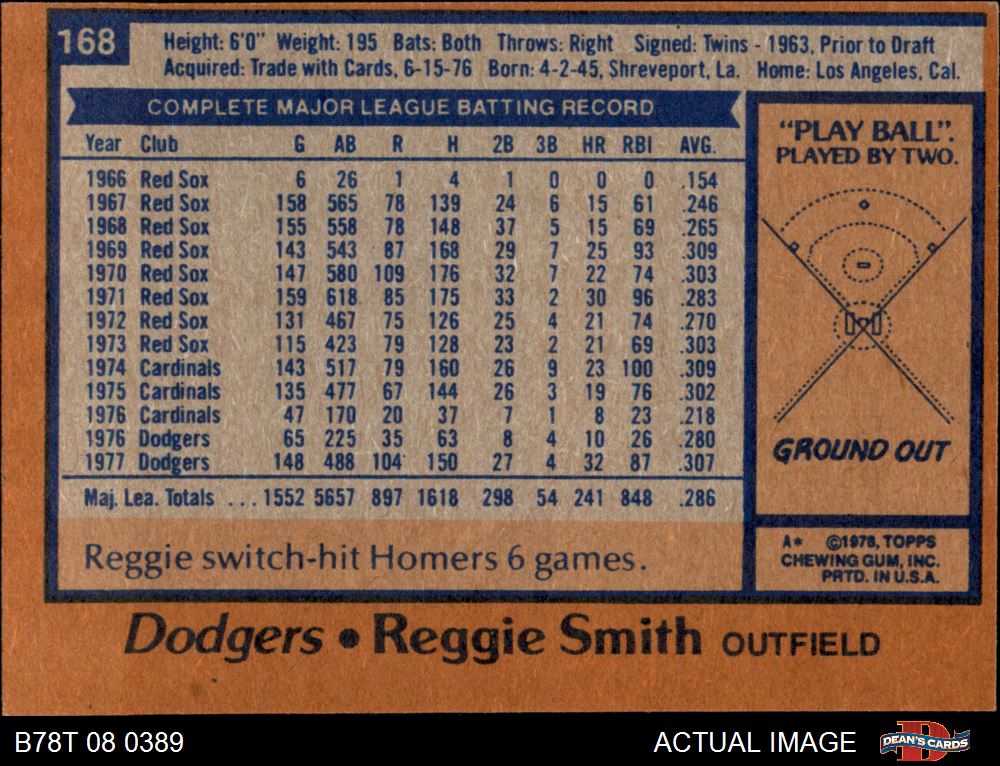 168
Height: 6'0" Weight: 195 Bats: Both Throws: Right Signed: Twins - 1963, Prior to Draft
Acquired: Trade with Cards, 6-15-76 Born: 4-2-45, Shreveport, La. Home: Los Angeles, Cal.
COMPLETE MAJOR LEAGUE BATTING RECORD
Year Club G AB R H 2B 3B HR RBI AVG.
1966 Red Sox 6 26 1 4 1 0 0 0 .154
1967 Red Sox 158 565 78 139 24 6 15 61 .246
1968 Red Sox 155 558 78 148 37 5 15 69 .265
1969 Red Sox 143 543 87 168 29 7 25 93 .309
1970 Red Sox 147 580 109 176 32 7 22 74 .303
1971 Red Sox 159 618 85 175 33 2 30 96 .283
1972 Red Sox 131 467 75 126 25 4 21 74 .270
1973 Red Sox 115 423 79 128 23 2 21 69 .303
1974 Cardinals 143 517 79 160 26 9 23 100 .309
1975 Cardinals 135 477 67 144 26 3 19 76 .302
1976 Cardinals 47 170 20 37 7 1 8 23 .218
1976 Dodgers 65 225 35 63 8 4 10 26 .280
1977 Dodgers 148 488 104 150 27 4 32 87 .307
Maj. Lea. Totals ... 1552 5657 897 1618 298 54 241 848 .286
Reggie switch-hit Homers 6 games.
"PLAY BALL".
PLAYED BY TWO.
GROUND OUT
A* ©1978, TOPPS
CHEWING GUM, INC.
PRTD. IN U.S.A.
Dodgers • Reggie Smith OUTFIELD
B78T 08 0389
ACTUAL IMAGE
D
DEAN'S CARDS